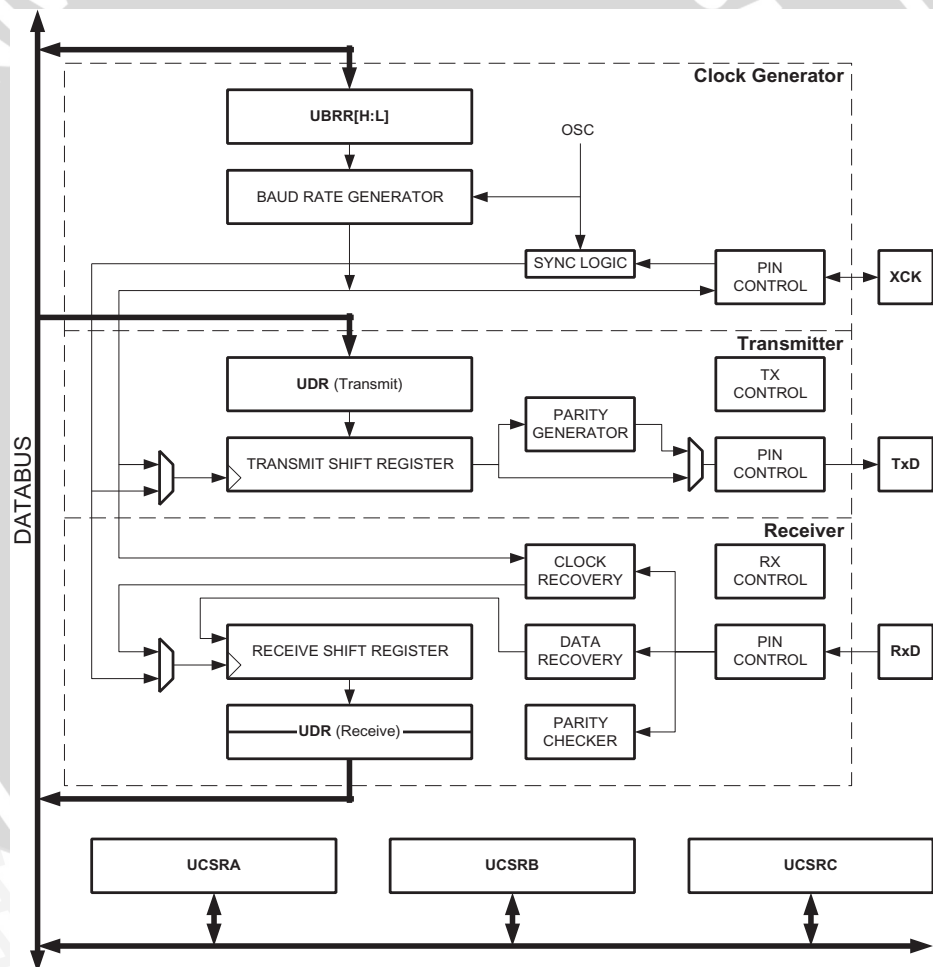 Clock Generator
UBRR[H:L]
OSC
BAUD RATE GENERATOR
SYNC LOGIC
PIN
CONTROL
XCK
Transmitter
UDR (Transmit)
TX
CONTROL
PARITY
GENERATOR
TRANSMIT SHIFT REGISTER
PIN
CONTROL
TxD
DATABUS
Receiver
CLOCK
RECOVERY
RX
CONTROL
RECEIVE SHIFT REGISTER
DATA
RECOVERY
PIN
CONTROL
RxD
UDR (Receive)
PARITY
CHECKER
UCSRA
UCSRB
UCSRC